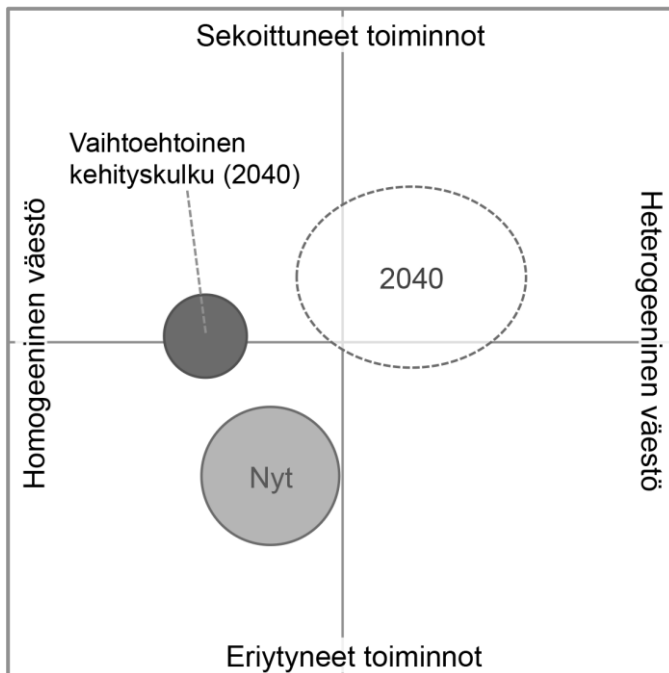 Sekoittuneet toiminnot
Vaihtoehtoinen
kehityskulku (2040)
Homogeeninen väestö
Heterogeeninen väestö
2040
Nyt
Eriytyneet toiminnot